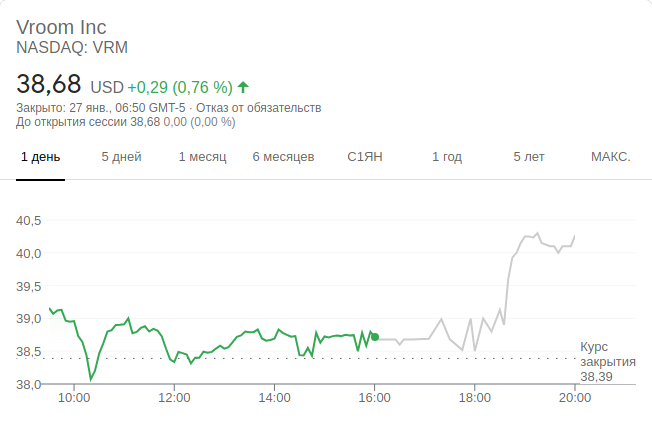 Vroom Inc
NASDAQ: VRM
38,68 USD +0,29 (0,76 %)
Закрыто: 27 янв., 06:50 GMT-5 · Отказ от обязательств
До открытия сессии 38,68 0,00 (0,00 %)
1 день 5 дней 1 месяц 6 месяцев С1ЯН 1 год 5 лет МАКС.
40,5
40,0
39,5
39,0
38,5
38,0
Курс
закрытия
38,39
10:00 12:00 14:00 16:00 18:00 20:00